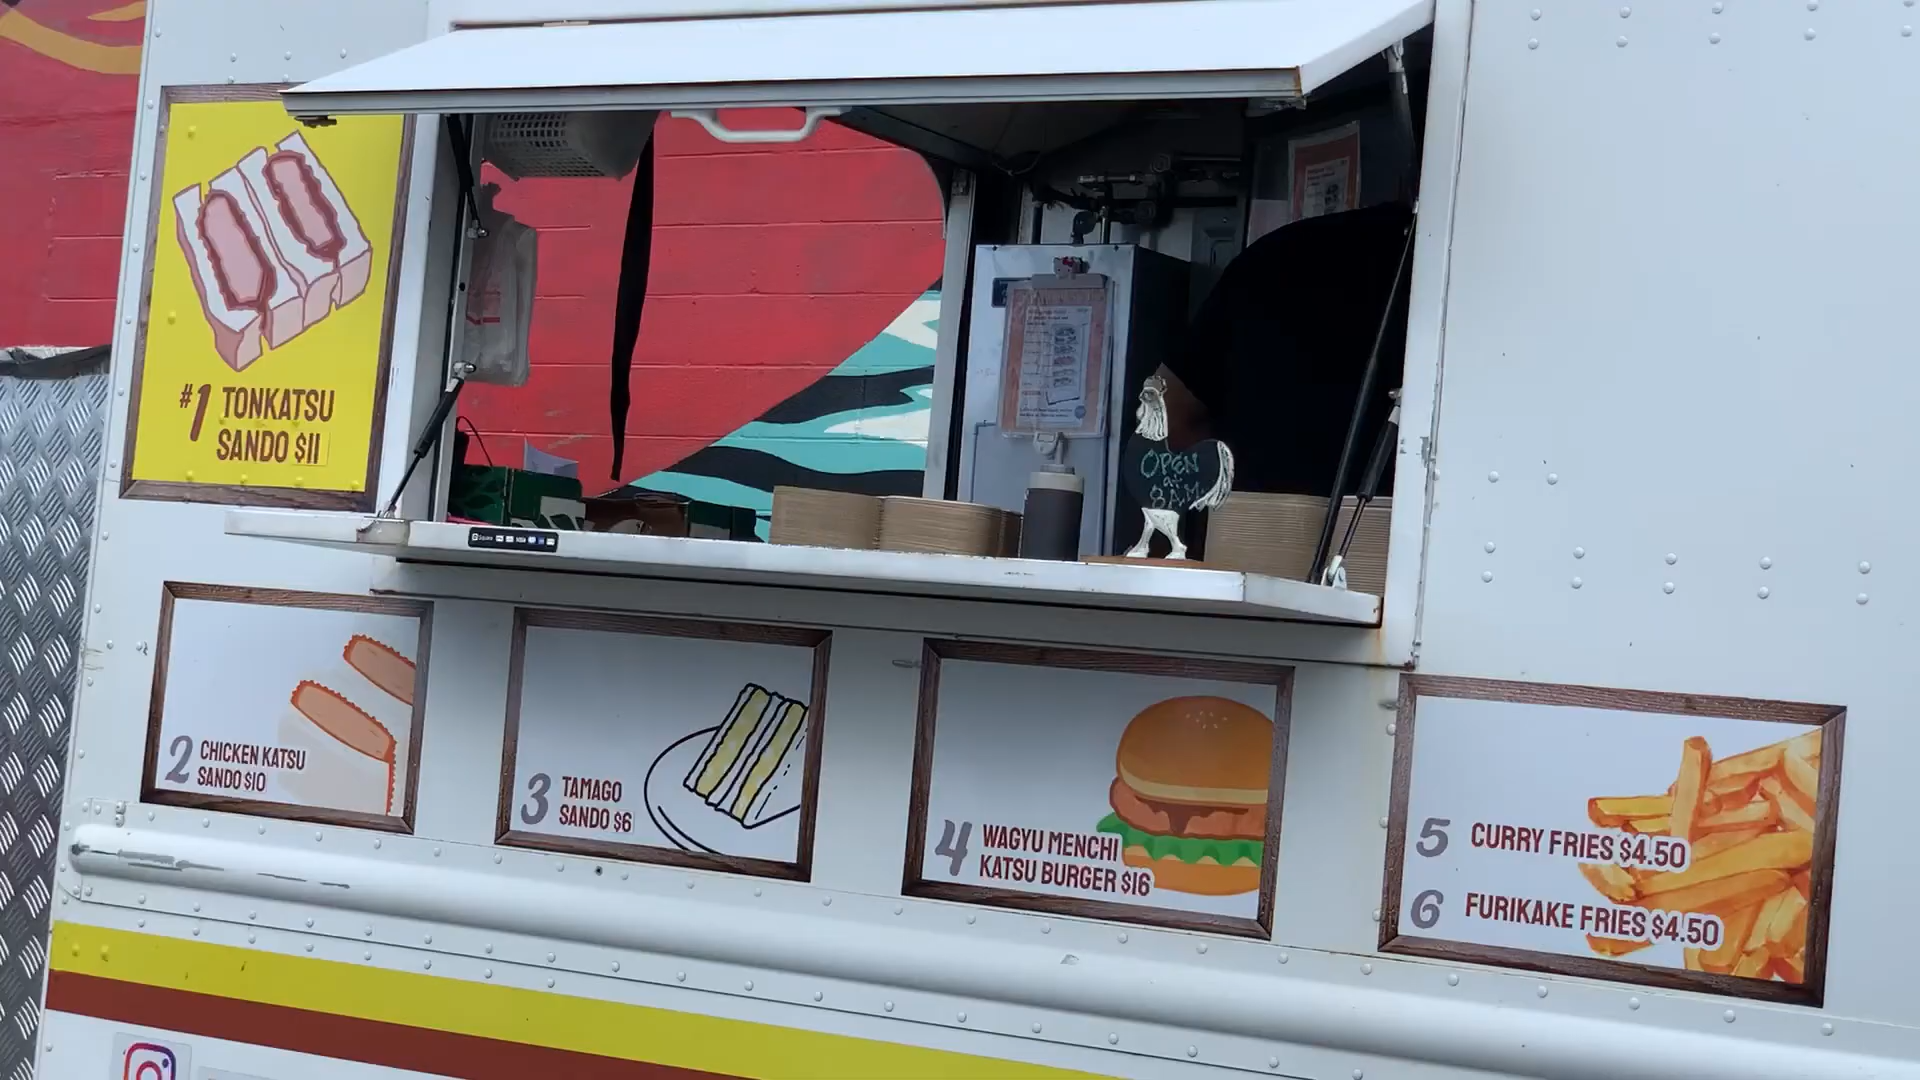 #1 TONKATSU
SANDO $11
OPEN
at
8AM
2 CHICKEN KATSU
SANDO $10
3 TAMAGO
SANDO $6
4 WAGYU MENCHI
KATSU BURGER $16
5 CURRY FRIES $4.50
6 FURIKAKE FRIES $4.50